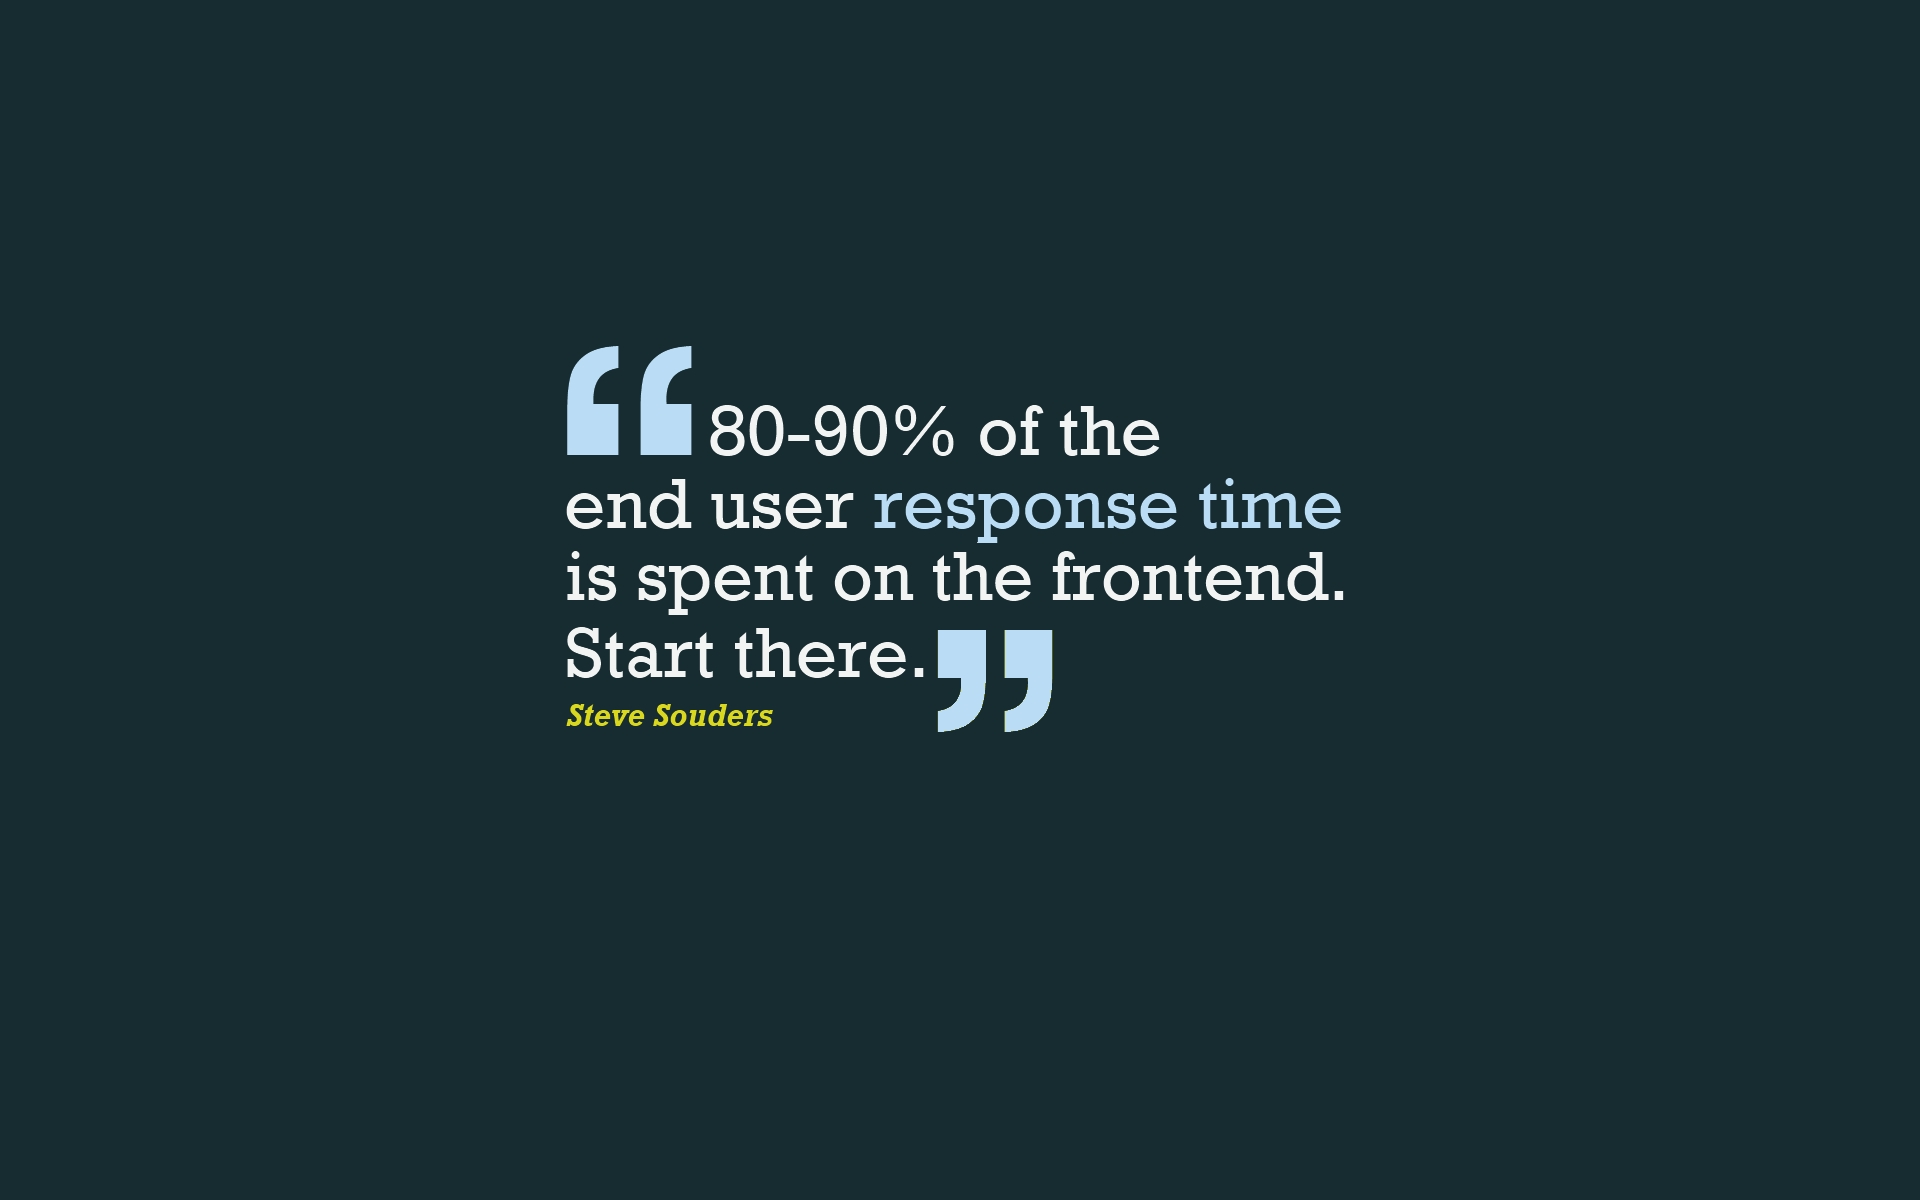 “80-90% of the
end user response time
is spent on the frontend.
Start there.”
Steve Souders